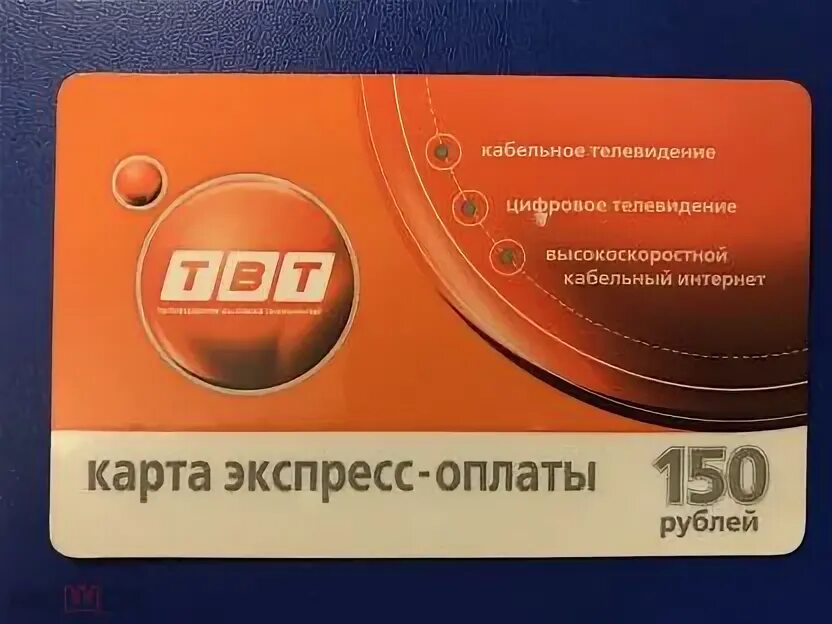 кабельное телевидение
цифровое телевидение
высокоскоростной
кабельный интернет
ТВТ
карта экспресс-оплаты
150
рублей